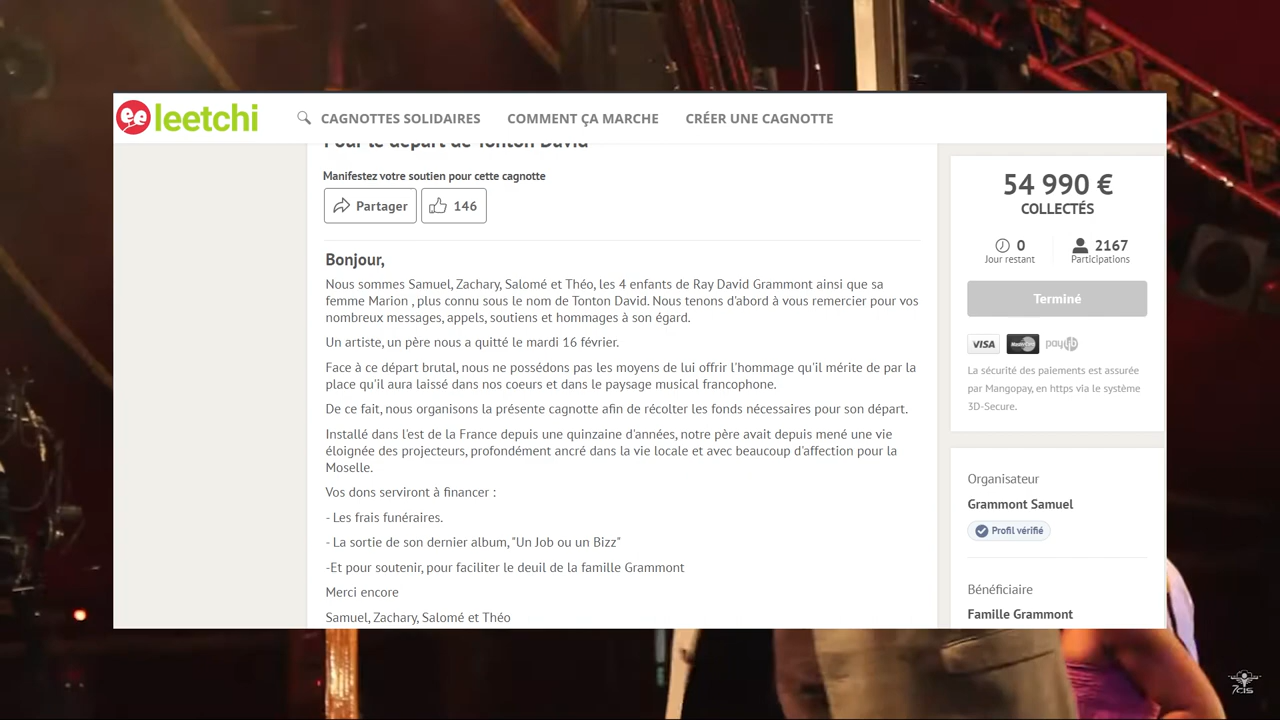 leetchi
CAGNOTTES SOLIDAIRES
COMMENT ÇA MARCHE
CRÉER UNE CAGNOTTE
Pour le départ de Tonton David
Manifestez votre soutien pour cette cagnotte
Partager
146
Bonjour,
Nous sommes Samuel, Zachary, Salomé et Théo, les 4 enfants de Ray David Grammont ainsi que sa
femme Marion , plus connu sous le nom de Tonton David. Nous tenons d'abord à vous remercier pour vos
nombreux messages, appels, soutiens et hommages à son égard.
Un artiste, un père nous a quitté le mardi 16 février.
Face à ce départ brutal, nous ne possédons pas les moyens de lui offrir l'hommage qu'il mérite de par la
place qu'il aura laissé dans nos coeurs et dans le paysage musical francophone.
De ce fait, nous organisons la présente cagnotte afin de récolter les fonds nécessaires pour son départ.
Installé dans l'est de la France depuis une quinzaine d'années, notre père avait depuis mené une vie
éloignée des projecteurs, profondément ancré dans la vie locale et avec beaucoup d'affection pour la
Moselle.
Vos dons serviront à financer :
- Les frais funéraires.
- La sortie de son dernier album, "Un Job ou un Bizz"
-Et pour soutenir, pour faciliter le deuil de la famille Grammont
Merci encore
Samuel, Zachary, Salomé et Théo
54 990 €
COLLECTÉS
0
Jour restant
2167
Participations
Terminé
VISA
MasterCard
paylib
La sécurité des paiements est assurée
par Mangopay, en https via le système
3D-Secure.
Organisateur
Grammont Samuel
Profil vérifié
Bénéficiaire
Famille Grammont
7cis